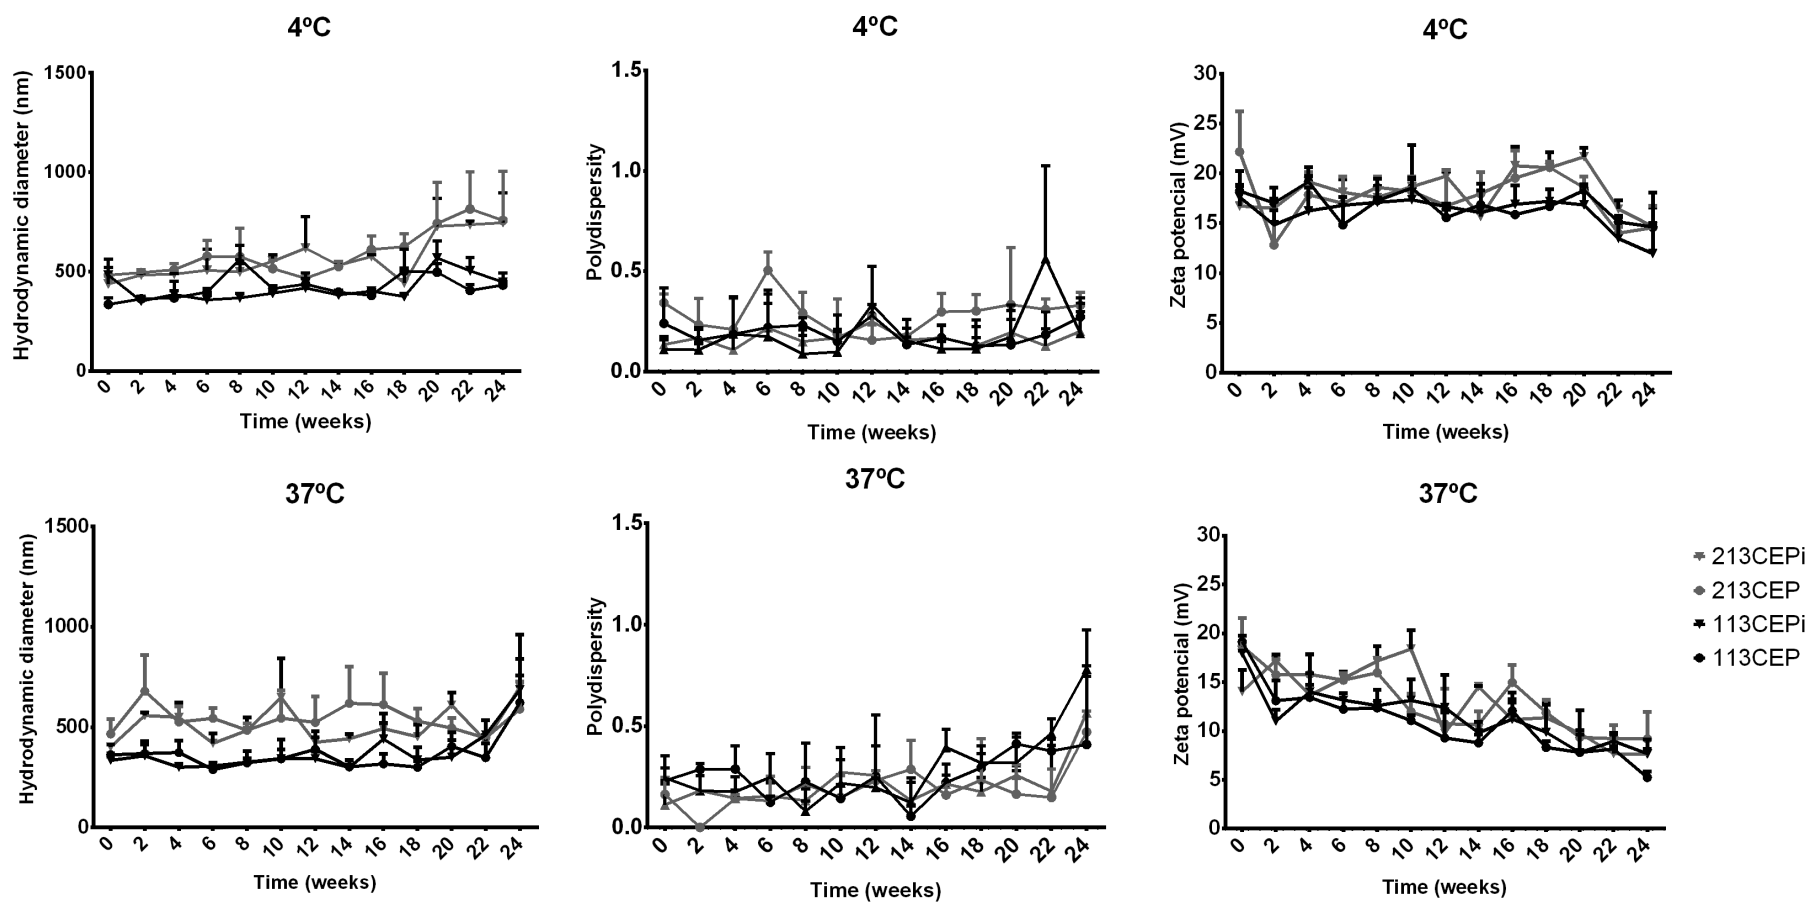 4ºC
1500
1000
500
0
Hydrodynamic diameter (nm)
0 2 4 6 8 10 12 14 16 18 20 22 24
Time (weeks)
4ºC
1.5
1.0
0.5
0.0
Polydispersity
0 2 4 6 8 10 12 14 16 18 20 22 24
Time (weeks)
4ºC
30
25
20
15
10
5
0
Zeta potencial (mV)
0 2 4 6 8 10 12 14 16 18 20 22 24
Time (weeks)
37ºC
1500
1000
500
0
Hydrodynamic diameter (nm)
0 2 4 6 8 10 12 14 16 18 20 22 24
Time (weeks)
37ºC
1.5
1.0
0.5
0.0
Polydispersity
0 2 4 6 8 10 12 14 16 18 20 22 24
Time (weeks)
37ºC
30
25
20
15
10
5
0
Zeta potencial (mV)
0 2 4 6 8 10 12 14 16 18 20 22 24
Time (weeks)
213CEPi
213CEP
113CEPi
113CEP